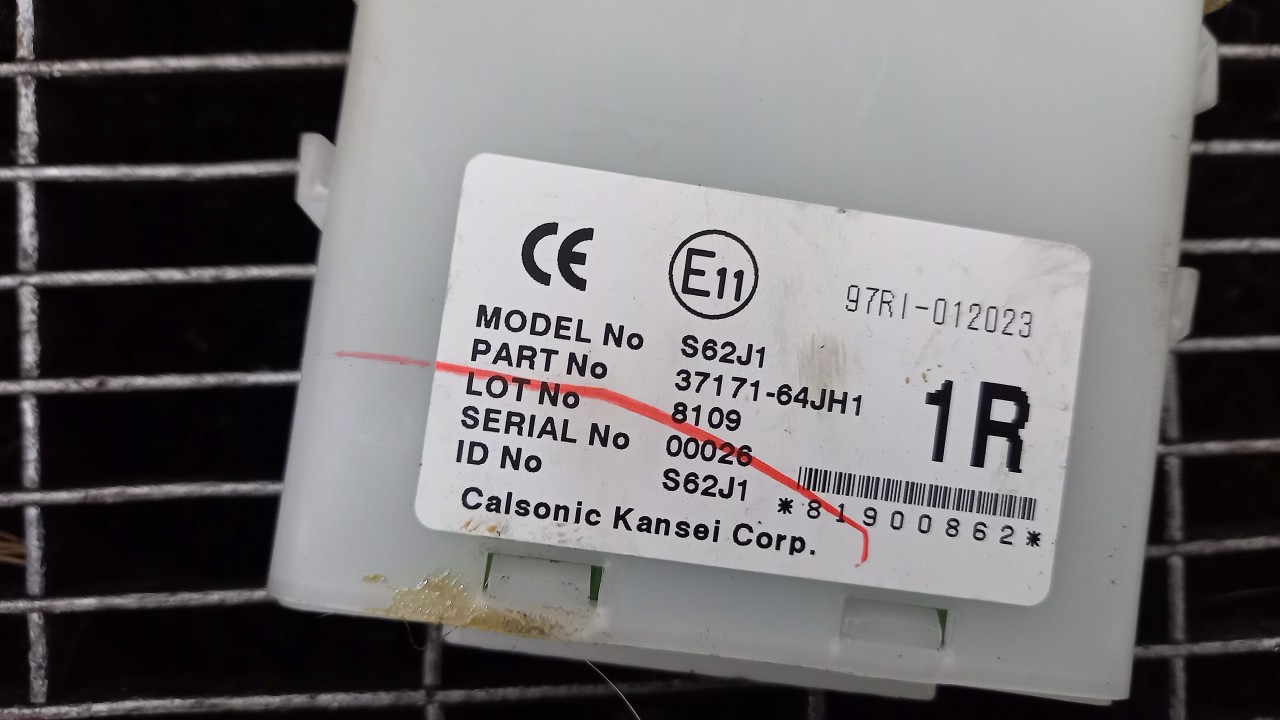 CE E11 97RI-012023
MODEL No S62J1
PART No 37171-64JH1
LOT No 8109
SERIAL No 00026
ID No S62J1
1R
*81900862*
Calsonic Kansei Corp.